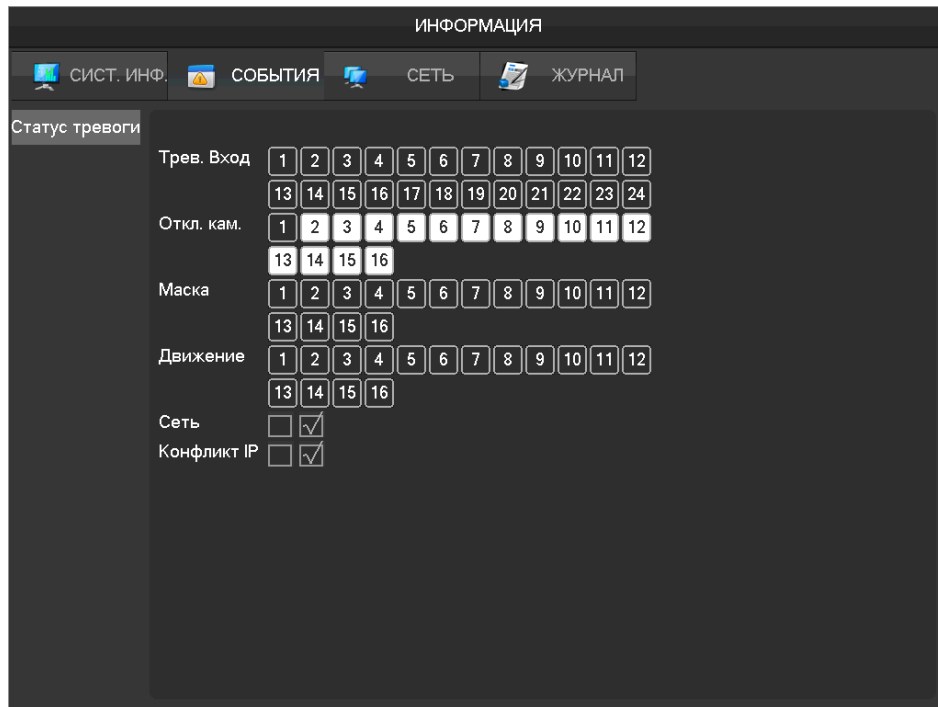 ИНФОРМАЦИЯ
СИСТ. ИНФ. СОБЫТИЯ СЕТЬ ЖУРНАЛ
Статус тревоги
Трев. Вход 1 2 3 4 5 6 7 8 9 10 11 12
13 14 15 16 17 18 19 20 21 22 23 24
Откл. кам. 1 2 3 4 5 6 7 8 9 10 11 12
13 14 15 16
Маска 1 2 3 4 5 6 7 8 9 10 11 12
13 14 15 16
Движение 1 2 3 4 5 6 7 8 9 10 11 12
13 14 15 16
Сеть
Конфликт IP